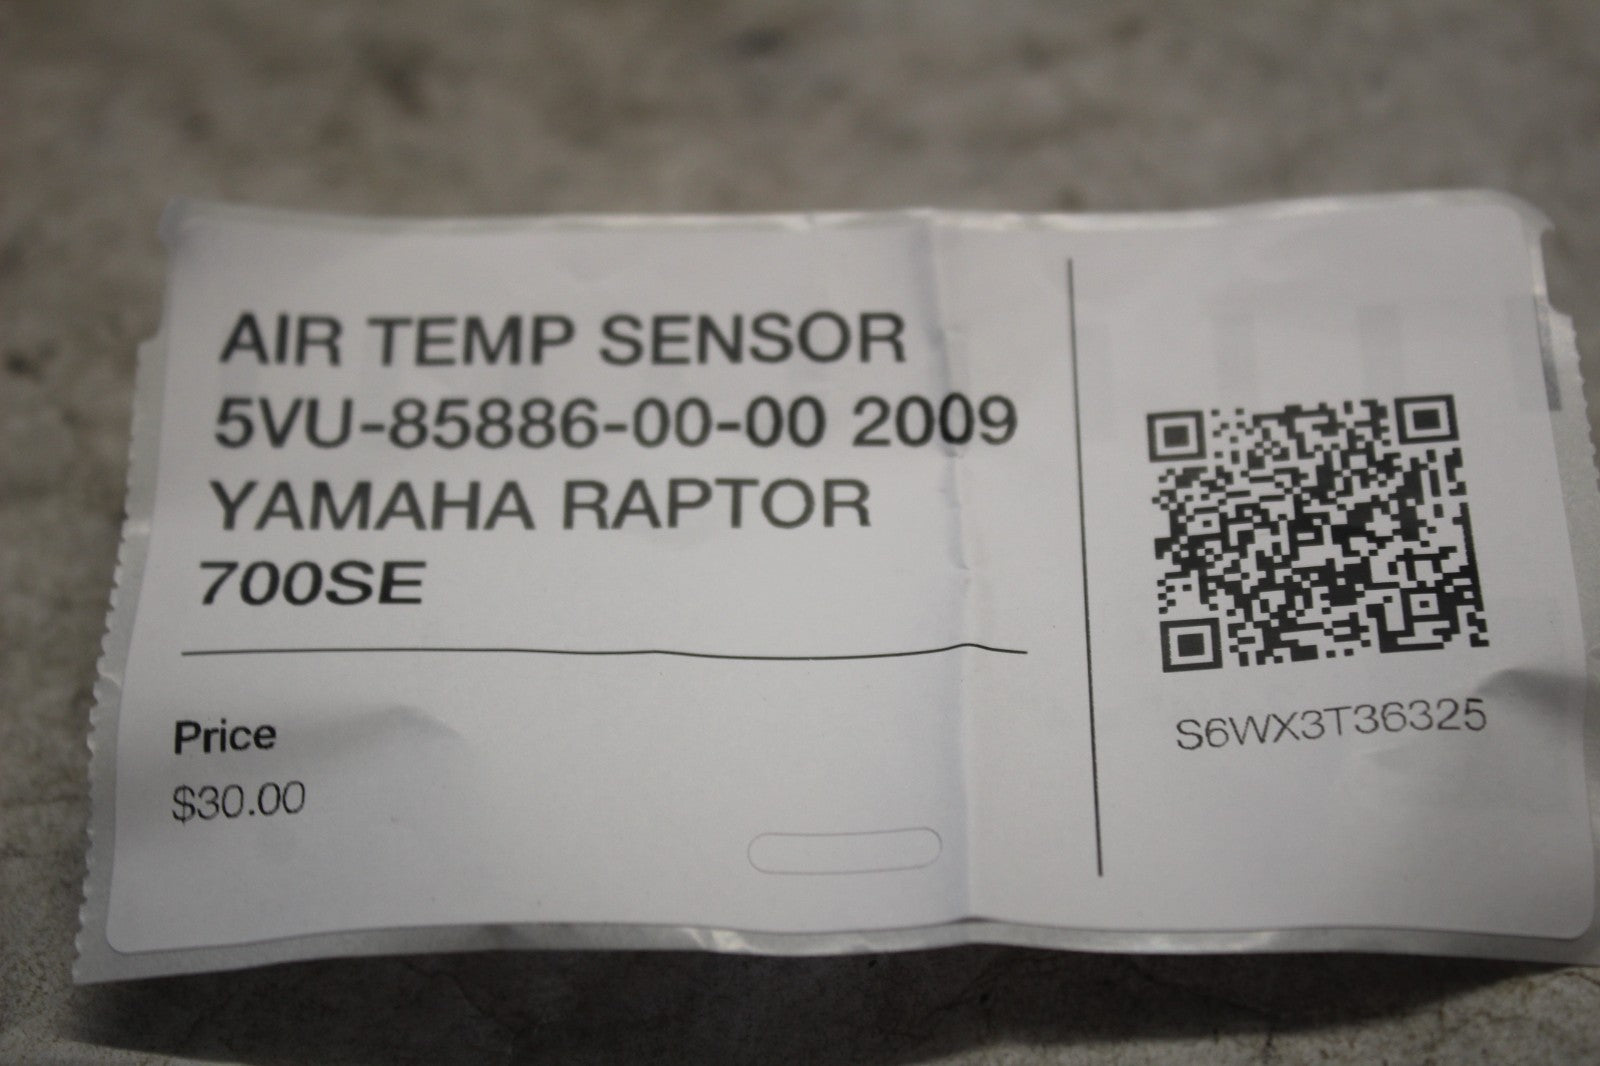 AIR TEMP SENSOR
5VU-85886-00-00 2009
YAMAHA RAPTOR
700SE
Price
$30.00
S6WX3T36325